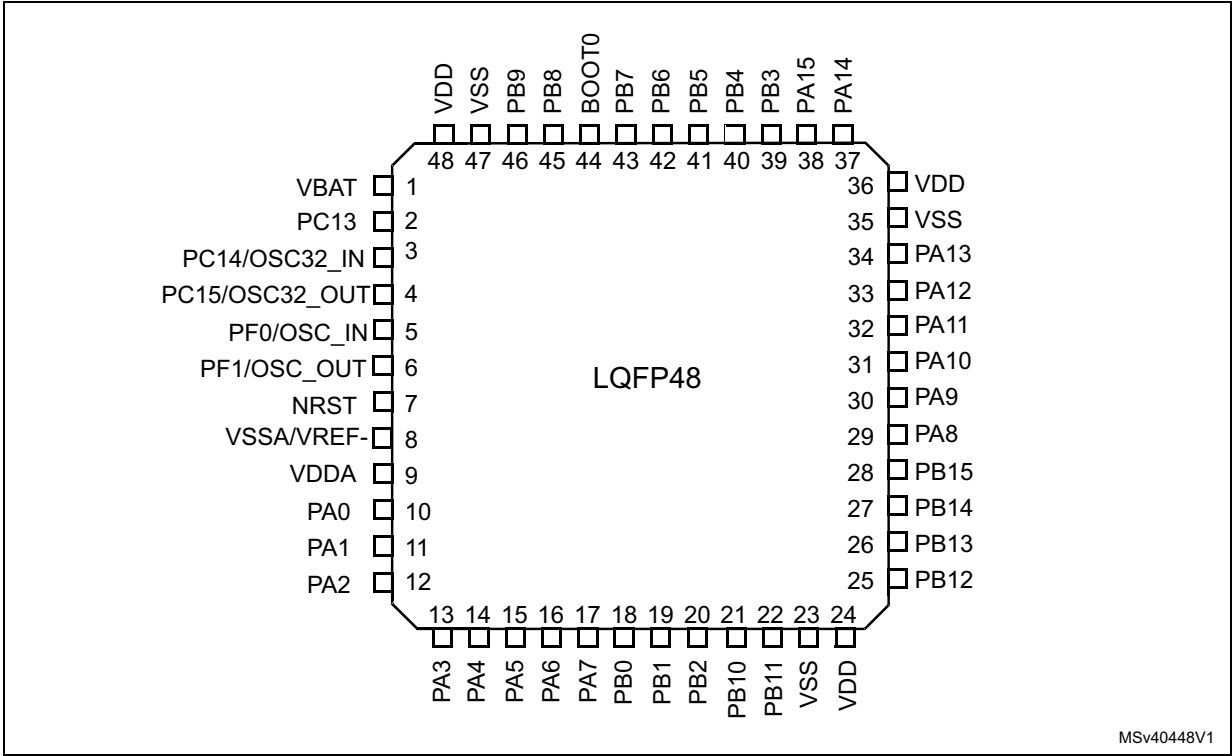 VDD
VSS
PB9
PB8
BOOT0
PB7
PB6
PB5
PB4
PB3
PA15
PA14
48 47 46 45 44 43 42 41 40 39 38 37
VBAT 1
PC13 2
PC14/OSC32_IN 3
PC15/OSC32_OUT 4
PF0/OSC_IN 5
PF1/OSC_OUT 6
NRST 7
VSSA/VREF- 8
VDDA 9
PA0 10
PA1 11
PA2 12
LQFP48
36 VDD
35 VSS
34 PA13
33 PA12
32 PA11
31 PA10
30 PA9
29 PA8
28 PB15
27 PB14
26 PB13
25 PB12
13 14 15 16 17 18 19 20 21 22 23 24
PA3
PA4
PA5
PA6
PA7
PB0
PB1
PB2
PB10
PB11
VSS
VDD
MSv40448V1